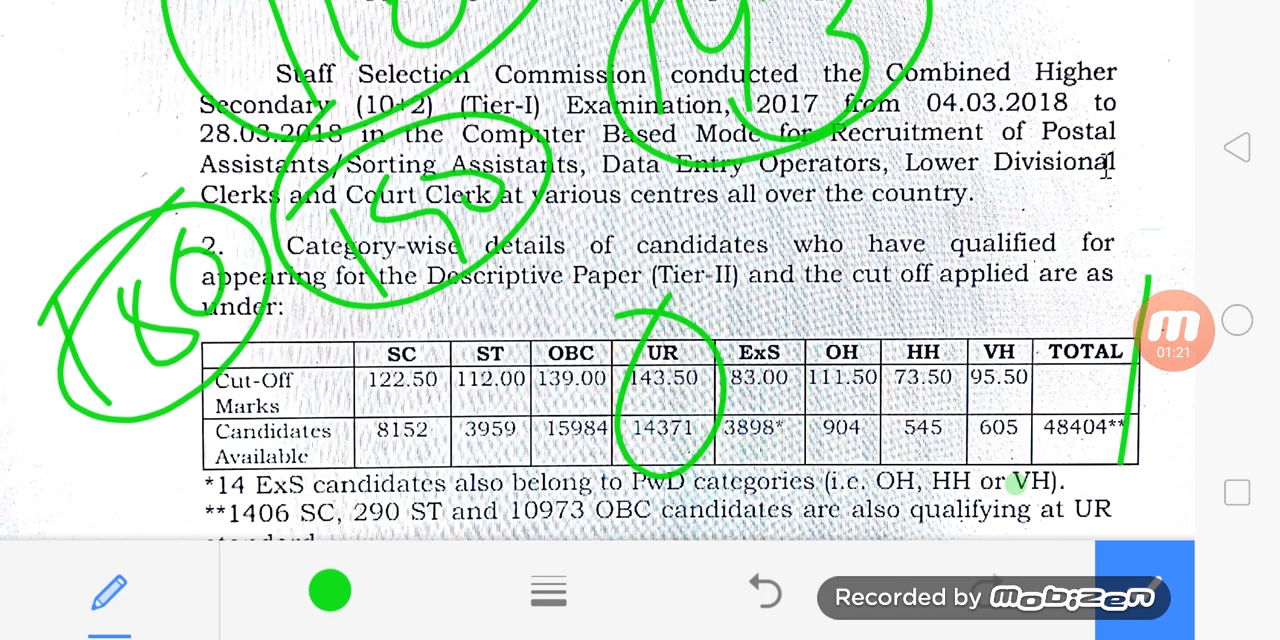 Staff Selection Commission conducted the Combined Higher
Secondary (10+2) (Tier-I) Examination, 2017 from 04.03.2018 to
28.03.2018 in the Computer Based Mode for Recruitment of Postal
Assistants/Sorting Assistants, Data Entry Operators, Lower Divisional
Clerks and Court Clerk at various centres all over the country.
143
150
180
2. Category-wise details of candidates who have qualified for
appearing for the Descriptive Paper (Tier-II) and the cut off applied are as
under:
SC ST OBC UR ExS OH HH VH TOTAL
Cut-Off Marks 122.50 112.00 139.00 143.50 83.00 111.50 73.50 95.50
Candidates Available 8152 3959 15984 14371 3898* 904 545 605 48404**
*14 ExS candidates also belong to PwD categories (i.e. OH, HH or VH).
**1406 SC, 290 ST and 10973 OBC candidates are also qualifying at UR
01:21
Recorded by mobizen